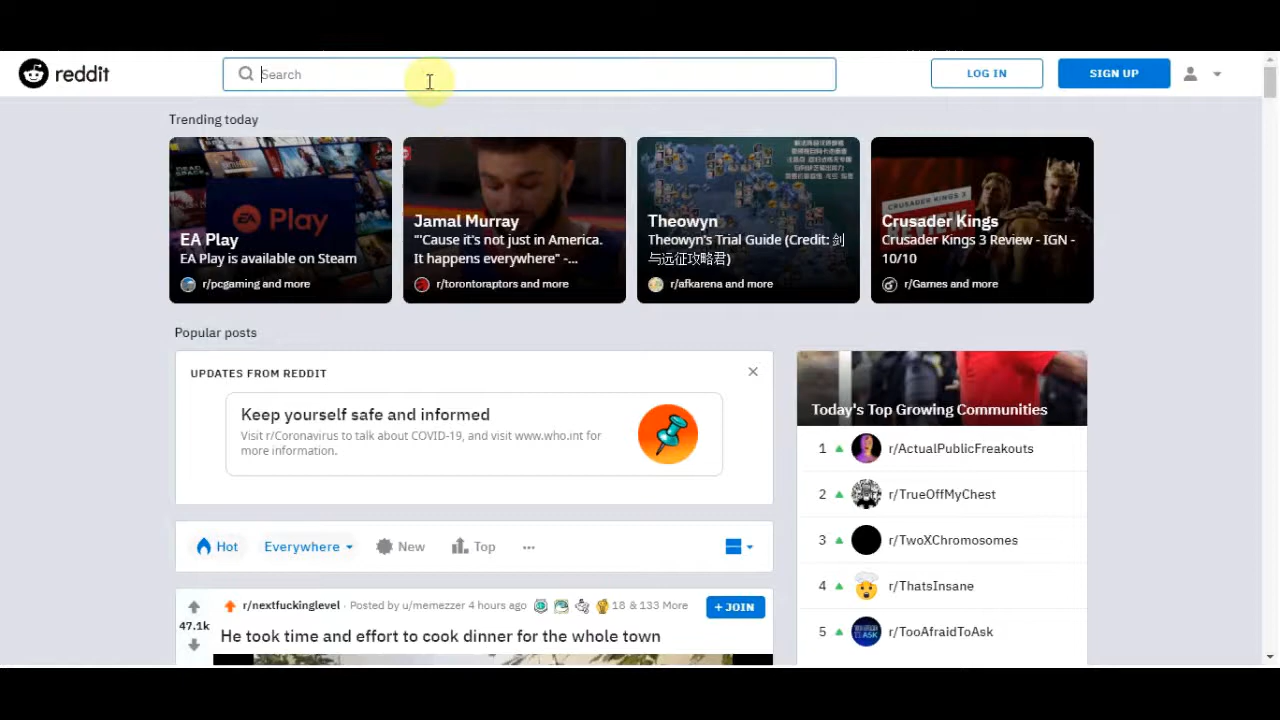 reddit
Search
LOG IN
SIGN UP
Trending today
EA Play
EA Play
EA Play is available on Steam
r/pcgaming and more
Jamal Murray
"'Cause it's not just in America.
It happens everywhere" -...
r/torontoraptors and more
Theowyn
Theowyn's Trial Guide (Credit: 剑
与远征攻略君)
r/afkarena and more
CRUSADER KINGS 3
Crusader Kings
Crusader Kings 3 Review - IGN -
10/10
r/Games and more
Popular posts
UPDATES FROM REDDIT
Keep yourself safe and informed
Visit r/Coronavirus to talk about COVID-19, and visit www.who.int for
more information.
Hot
Everywhere
New
Top
...
47.1k
r/nextfuckinglevel · Posted by u/memezzer 4 hours ago
18 & 133 More
+ JOIN
He took time and effort to cook dinner for the whole town
Today's Top Growing Communities
1 r/ActualPublicFreakouts
2 r/TrueOffMyChest
3 r/TwoXChromosomes
4 r/ThatsInsane
5 r/TooAfraidToAsk